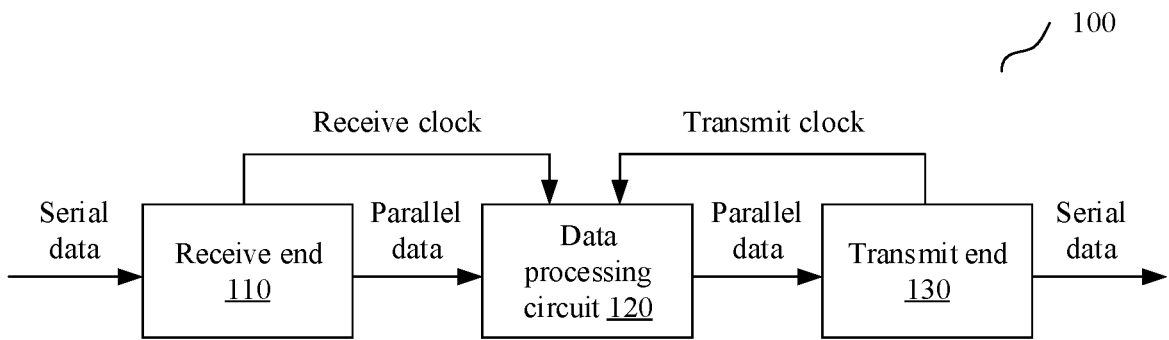 100
Receive clock
Transmit clock
Serial
data
Receive end
110
Parallel
data
Data
processing
circuit 120
Parallel
data
Transmit end
130
Serial
data